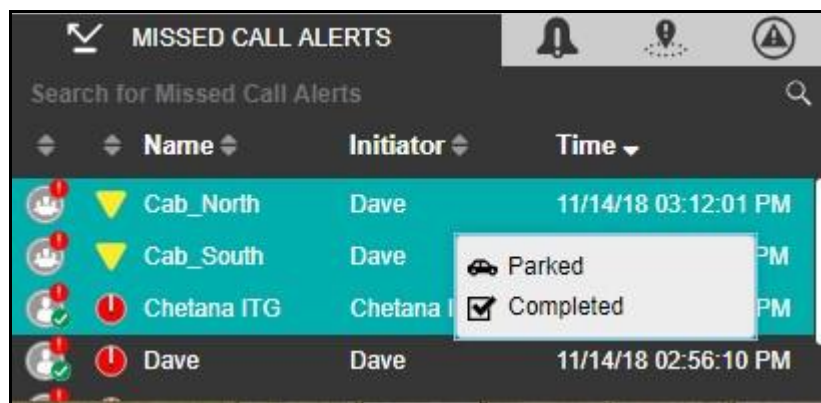 MISSED CALL ALERTS
Search for Missed Call Alerts
Name Initiator Time
Cab_North Dave 11/14/18 03:12:01 PM
Cab_South Dave PM
Parked
Chetana ITG Chetana PM
Completed
Dave Dave 11/14/18 02:56:10 PM